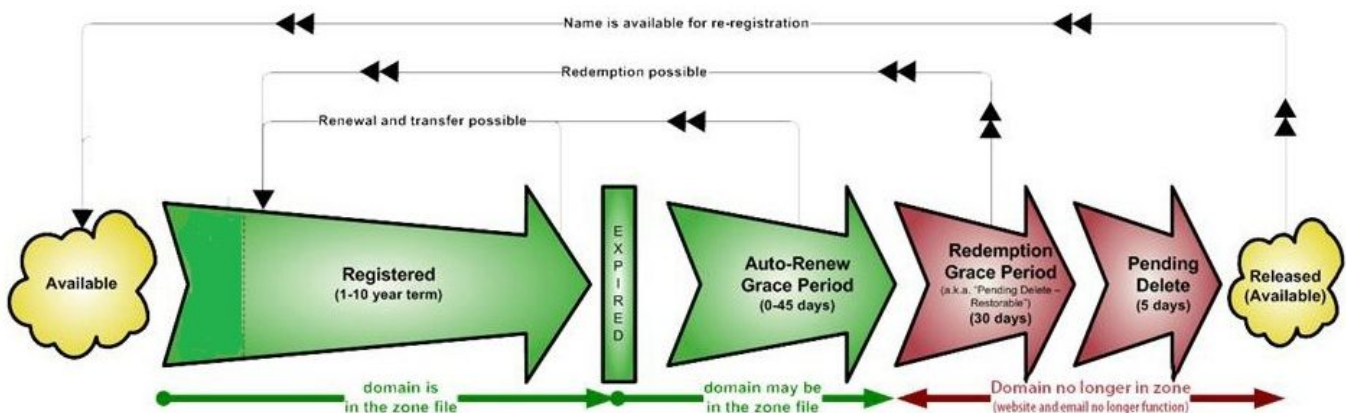 Name is available for re-registration
Redemption possible
Renewal and transfer possible
Available
Registered
(1-10 year term)
EXPIRED
Auto-Renew
Grace Period
(0-45 days)
Redemption
Grace Period
(a.k.a. "Pending Delete –
Restorable")
(30 days)
Pending
Delete
(5 days)
Released
(Available)
domain is
in the zone file
domain may be
in the zone file
Domain no longer in zone
(website and email no longer function)